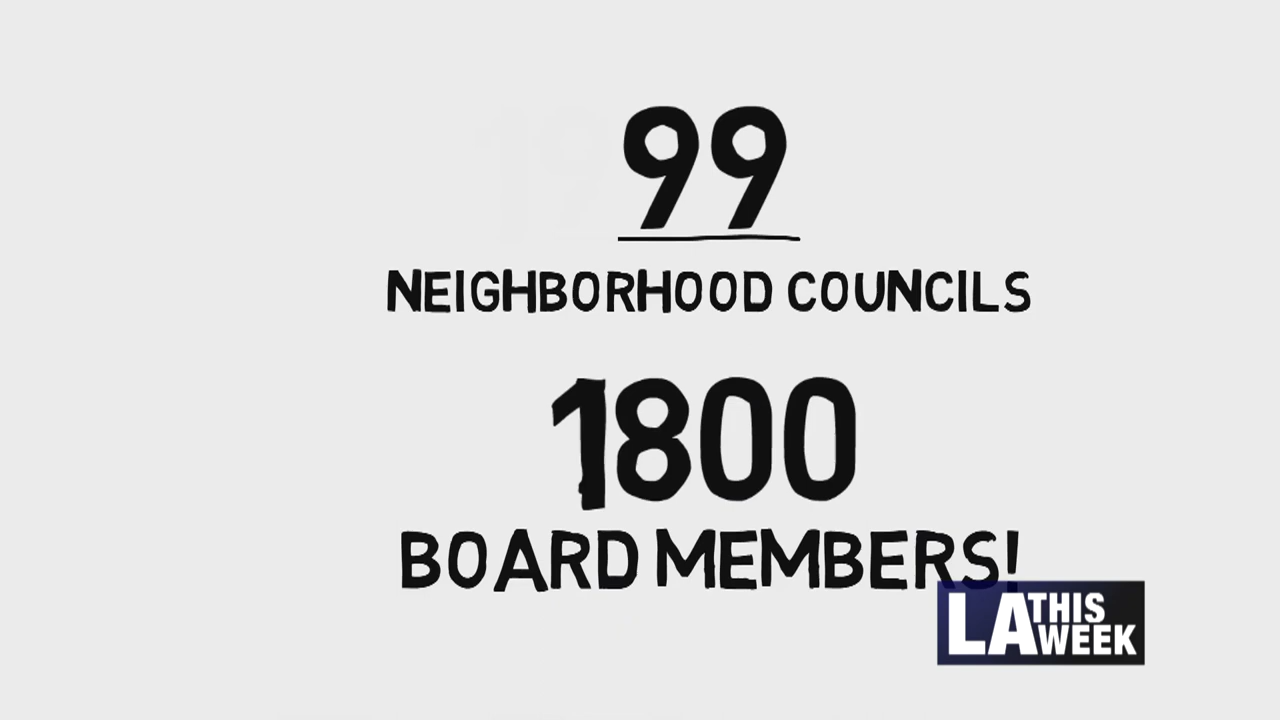 99
NEIGHBORHOOD COUNCILS
1800
BOARD MEMBERS!
LA THIS WEEK